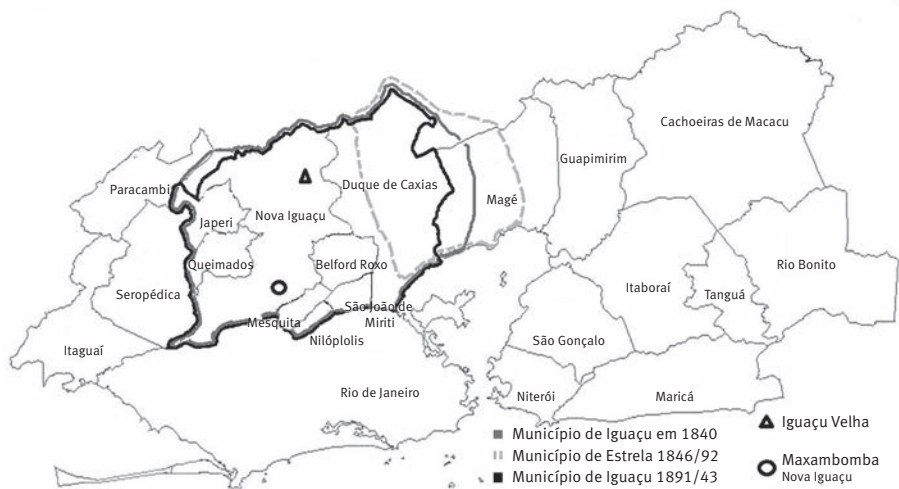 Cachoeiras de Macacu
Guapimirim
Paracambi
Duque de Caxias
Magé
Japeri
Nova Iguaçu
Queimados
Belford Roxo
Rio Bonito
Itaboraí
Tanguá
Seropédica
São João de
Miriti
Mesquita
Nilóplolis
São Gonçalo
Itaguaí
Rio de Janeiro
Niterói
Maricá
Município de Iguaçu em 1840
Município de Estrela 1846/92
Município de Iguaçu 1891/43
Iguaçu Velha
Maxambomba
Nova Iguaçu